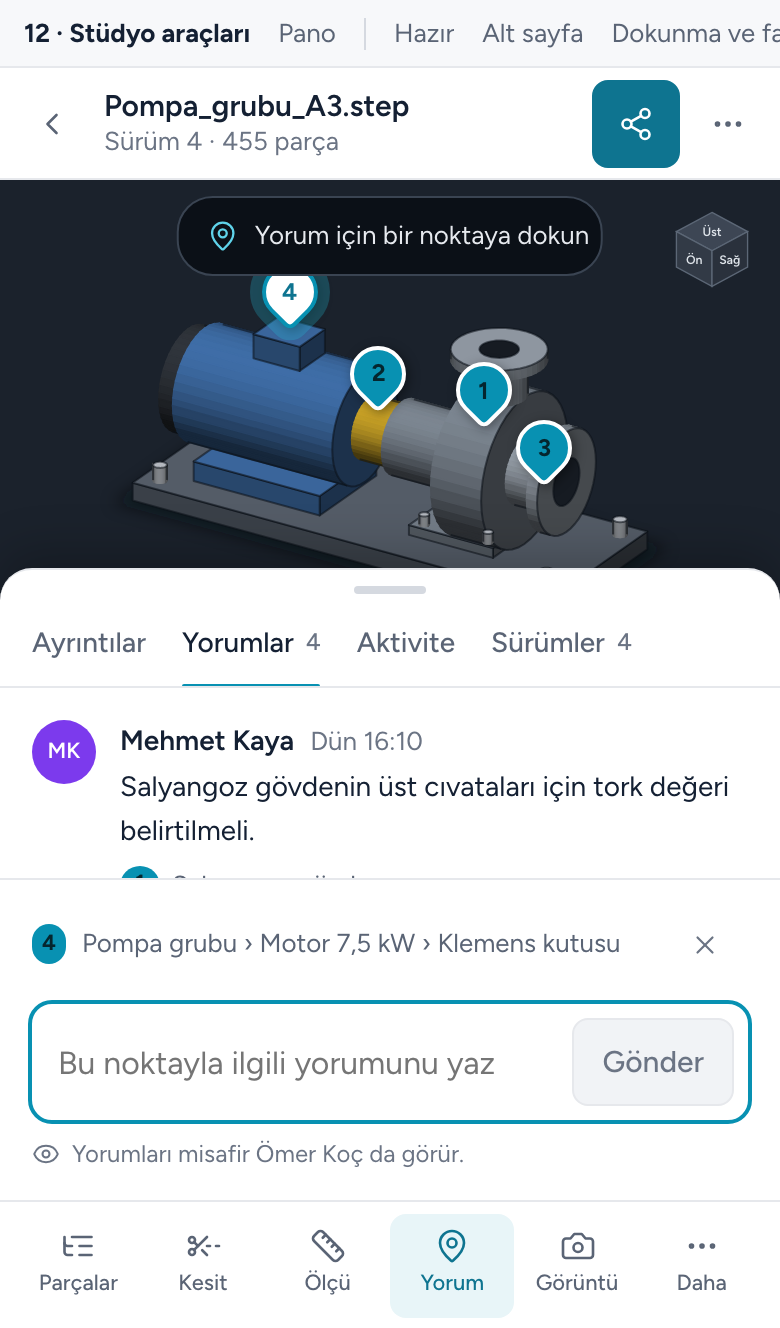 12 · Stüdyo araçları Pano Hazır Alt sayfa Dokunma ve
Pompa_grubu_A3.step
Sürüm 4 · 455 parça
Yorum için bir noktaya dokun
Üst
Ön Sağ
4
2
1
3
Ayrıntılar Yorumlar 4 Aktivite Sürümler 4
MK Mehmet Kaya Dün 16:10
Salyangoz gövdenin üst cıvataları için tork değeri
belirtilmeli.
4 Pompa grubu › Motor 7,5 kW › Klemens kutusu
Bu noktayla ilgili yorumunu yaz Gönder
Yorumları misafir Ömer Koç da görür.
Parçalar Kesit Ölçü Yorum Görüntü Daha